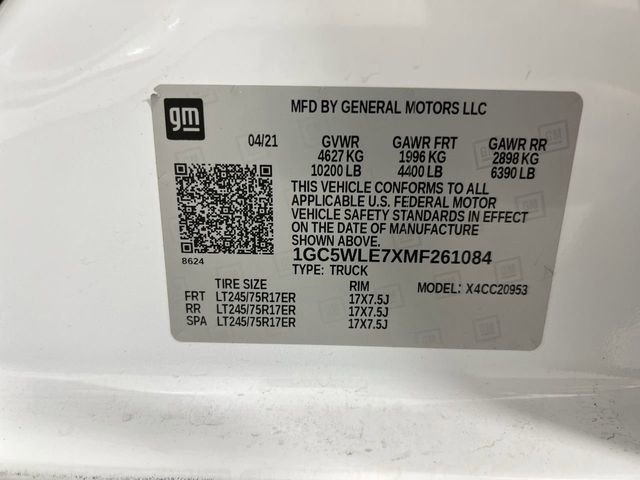 gm
MFD BY GENERAL MOTORS LLC
04/21 GVWR GAWR FRT GAWR RR
4627 KG 1996 KG 2898 KG
10200 LB 4400 LB 6390 LB
THIS VEHICLE CONFORMS TO ALL
APPLICABLE U.S. FEDERAL MOTOR
VEHICLE SAFETY STANDARDS IN EFFECT
ON THE DATE OF MANUFACTURE
SHOWN ABOVE.
8624
1GC5WLE7XMF261084
TYPE: TRUCK
TIRE SIZE RIM MODEL: X4CC20953
FRT LT245/75R17ER 17X7.5J
RR LT245/75R17ER 17X7.5J
SPA LT245/75R17ER 17X7.5J